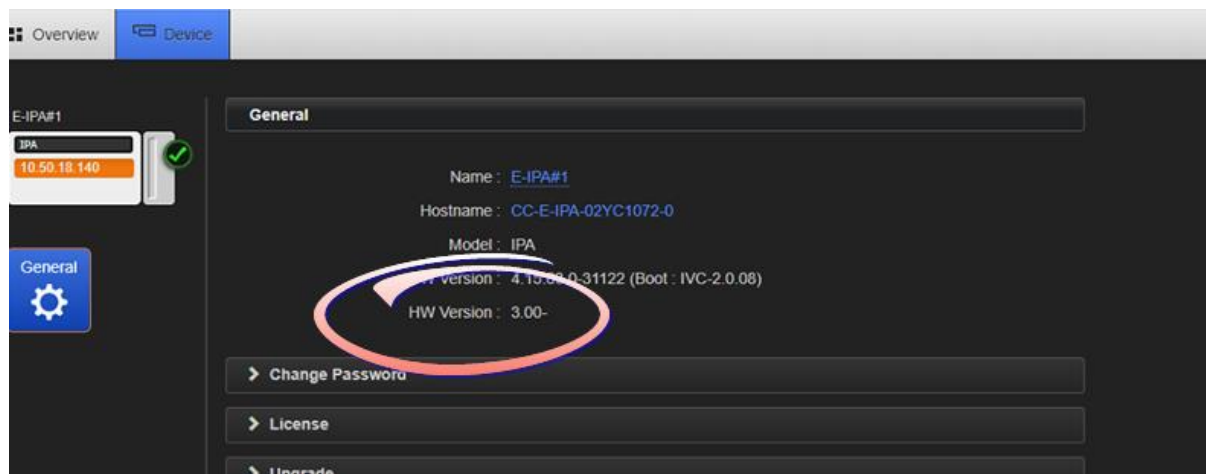 Overview
Device
E-IPA#1
IPA
10.50.18.140
General
General
Name : E-IPA#1
Hostname : CC-E-IPA-02YC1072-0
Model : IPA
Version : 4.15.00.0-31122 (Boot : IVC-2.0.08)
HW Version : 3.00-
Change Password
License
Upgrade